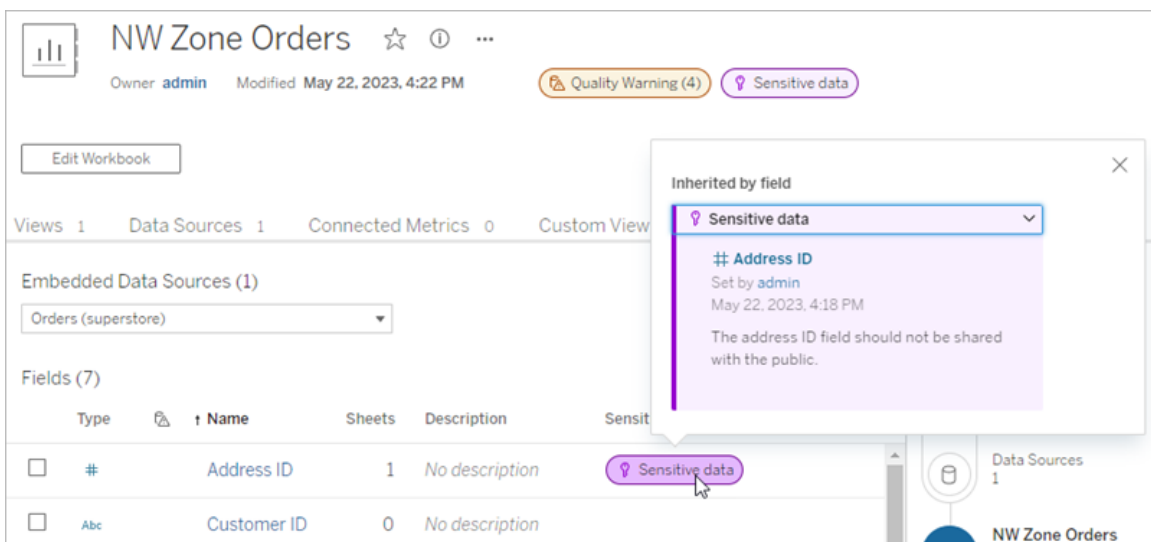 NW Zone Orders
Owner admin Modified May 22, 2023, 4:22 PM
Quality Warning (4)
Sensitive data
Edit Workbook
Views 1 Data Sources 1 Connected Metrics 0 Custom View
Embedded Data Sources (1)
Orders (superstore)
Fields (7)
Type Name Sheets Description Sensit
# Address ID 1 No description Sensitive data
Abc Customer ID 0 No description
Inherited by field
Sensitive data
# Address ID
Set by admin
May 22, 2023, 4:18 PM
The address ID field should not be shared
with the public.
Data Sources
1
NW Zone Orders